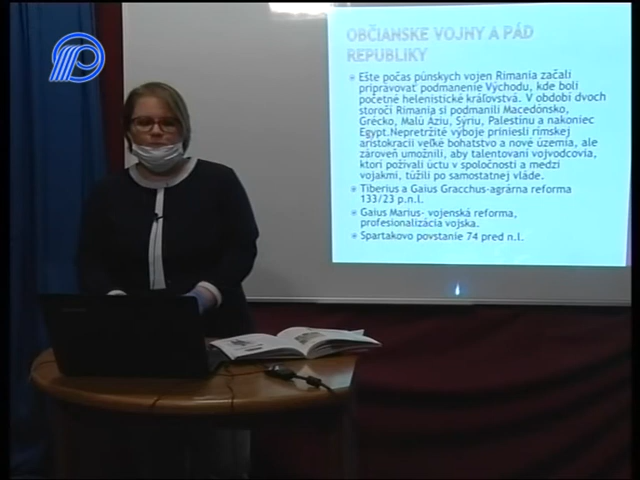 OBČIANSKE VOJNY A PÁD
REPUBLIKY
Ešte počas púnskych vojen Rimania začali
pripravovať podmanenie Východu, kde boli
početné helenistické kráľovstvá. V období dvoch
storočí Rimania si podmanili Macedónsko,
Grécko, Malú Áziu, Sýriu, Palestínu a nakoniec
Egypt.Nepretržité výboje priniesli rímskej
aristokracii veľké bohatstvo a nové územia, ale
zároveň umožnili, aby talentovaní vojvodcovia,
ktorí požívali úctu v spoločnosti a medzi
vojakmi, túžili po samostatnej vláde.
Tiberius a Gaius Gracchus-agrárna reforma
133/23 p.n.l.
Gaius Marius- vojenská reforma,
profesionalizácia vojska.
Spartakovo povstanie 74 pred n.l.